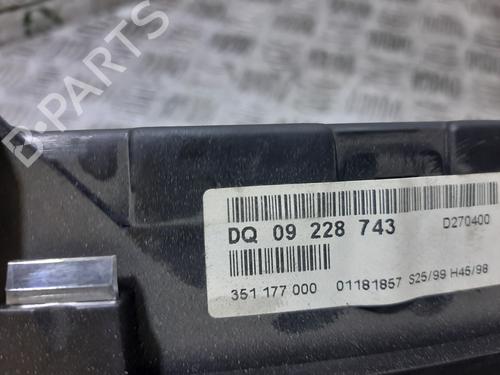 B-PARTS
DQ 09 228 743 D270400
351 177 000 01181857 S25/99 H45/98